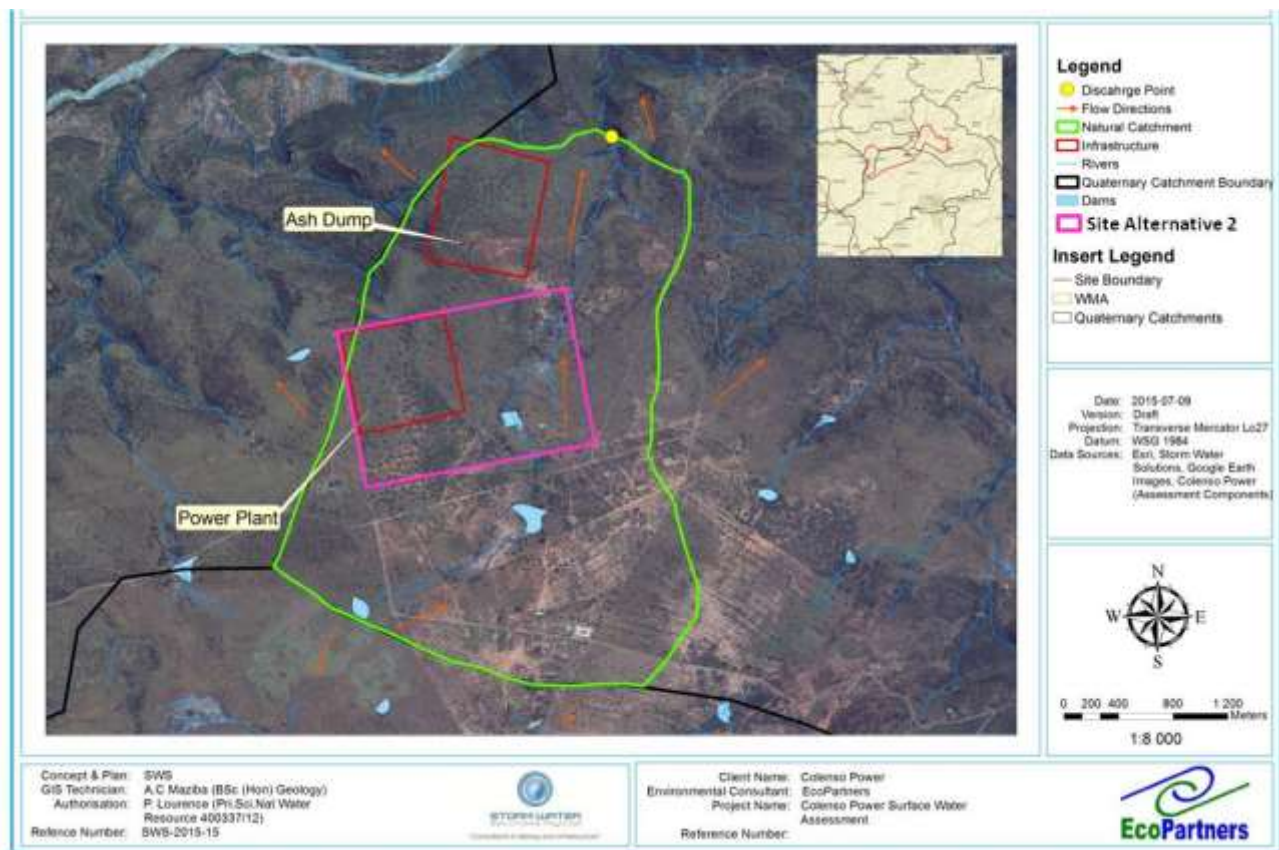 Ash Dump
Power Plant
Legend
Discahrge Point
Flow Directions
Natural Catchment
Infrastructure
Rivers
Quaternary Catchment Boundary
Dams
Site Alternative 2
Insert Legend
Site Boundary
WMA
Quaternary Catchments
Date: 2015-07-09
Version: Draft
Projection: Transverse Mercator Lo27
Datum: WSG 1984
Data Sources: Esri, Storm Water
Solutions, Google Earth
Images, Colenso Power
(Assessment Components)
N
W E
S
0 200 400 800 1 200
Meters
1:8 000
Concept & Plan: SWS
GIS Technician: A.C Maziba (BSc (Hon) Geology)
Authorisation: P. Lourence (Pri.Sci.Nat Water
Resource 400337/12)
Refence Number: SWS-2015-15
STORM WATER
Client Name: Colenso Power
Environmental Consultant: EcoPartners
Project Name: Colenso Power Surface Water
Assessment
Reference Number:
EcoPartners